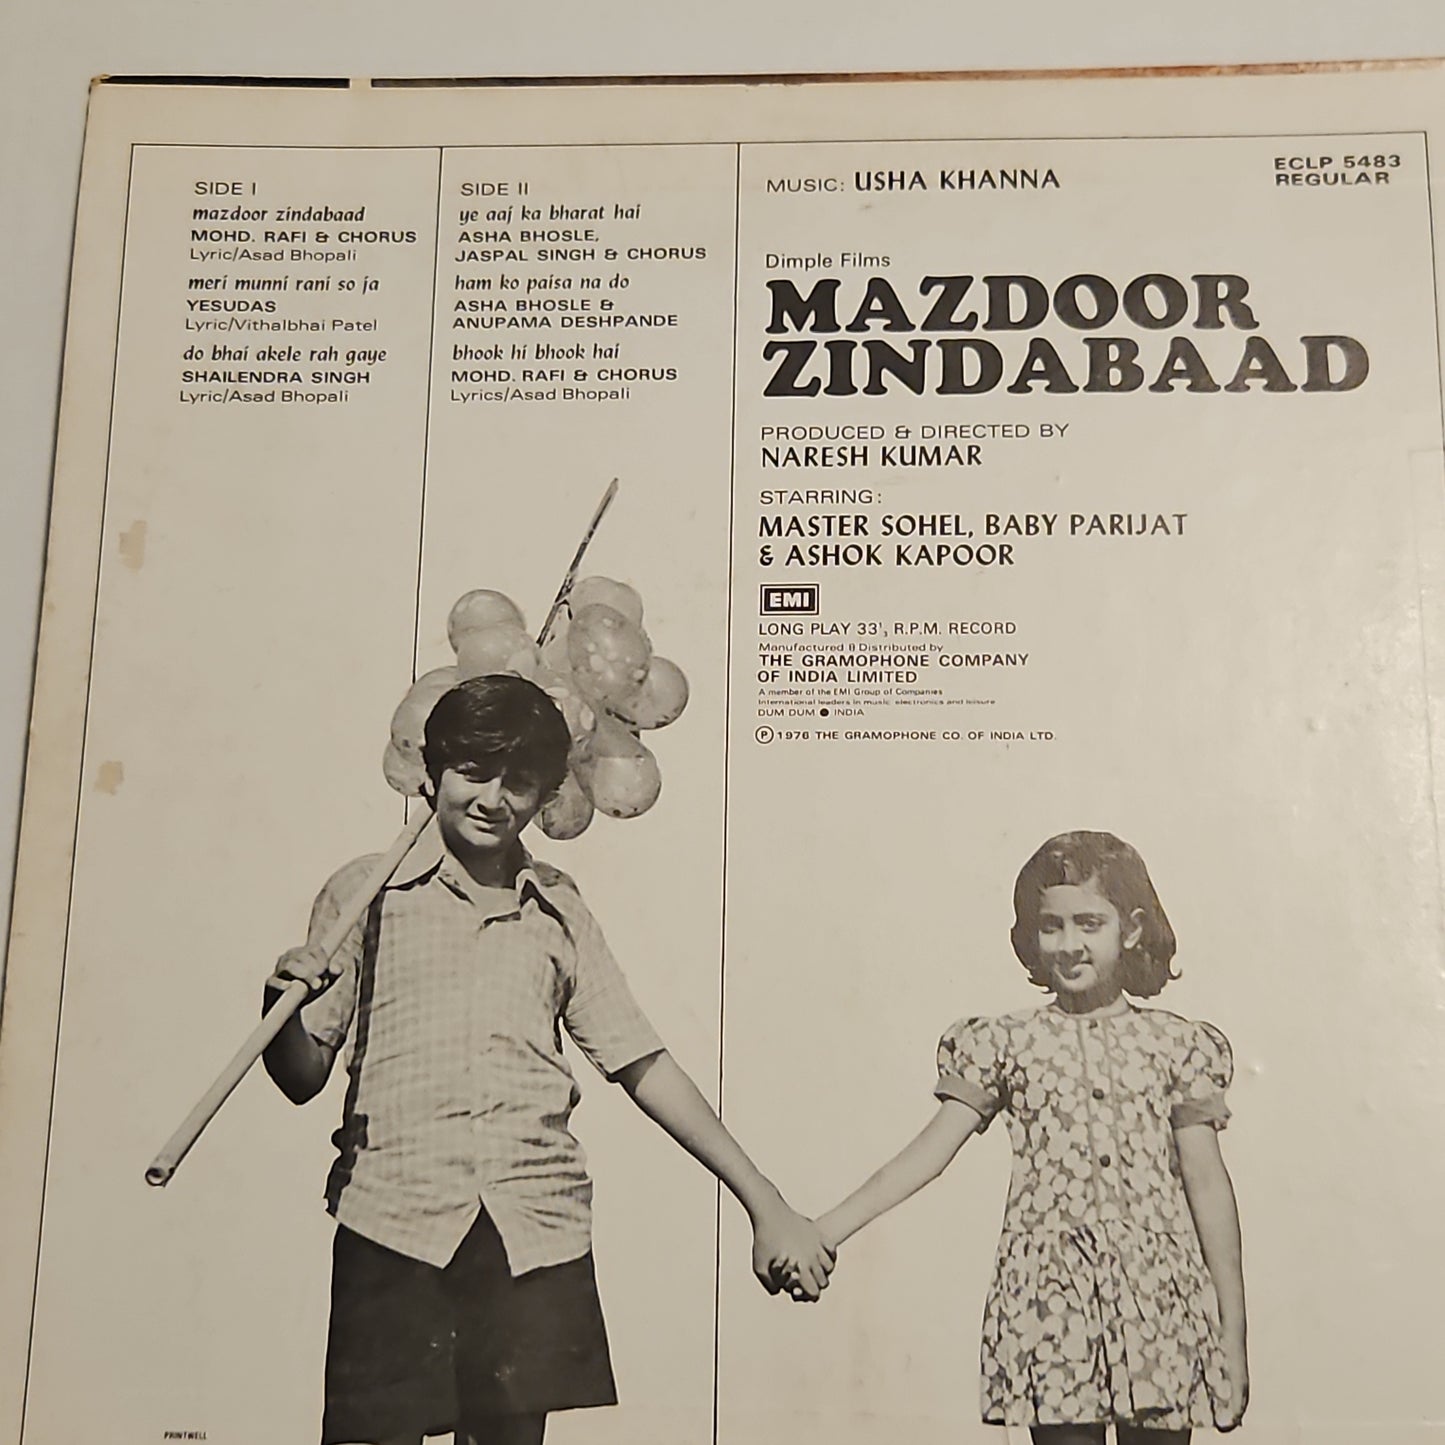 SIDE I
mazdoor zindabaad
MOHD. RAFI & CHORUS
Lyric/Asad Bhopali
meri munni rani so ja
YESUDAS
Lyric/Vithalbhai Patel
do bhai akele rah gaye
SHAILENDRA SINGH
Lyric/Asad Bhopali
SIDE II
ye aaj ka bharat hai
ASHA BHOSLE,
JASPAL SINGH & CHORUS
ham ko paisa na do
ASHA BHOSLE &
ANUPAMA DESHPANDE
bhook hi bhook hai
MOHD. RAFI & CHORUS
Lyrics/Asad Bhopali
MUSIC: USHA KHANNA
ECLP 5483
REGULAR
Dimple Films
MAZDOOR
ZINDABAAD
PRODUCED & DIRECTED BY
NARESH KUMAR
STARRING:
MASTER SOHEL, BABY PARIJAT
& ASHOK KAPOOR
EMI
LONG PLAY 33⅓ R.P.M. RECORD
Manufactured & Distributed by
THE GRAMOPHONE COMPANY
OF INDIA LIMITED
A member of the EMI Group of Companies
International leaders in music, electronics and leisure
DUM DUM ● INDIA
℗ 1976 THE GRAMOPHONE CO. OF INDIA LTD.
PRINTWELL